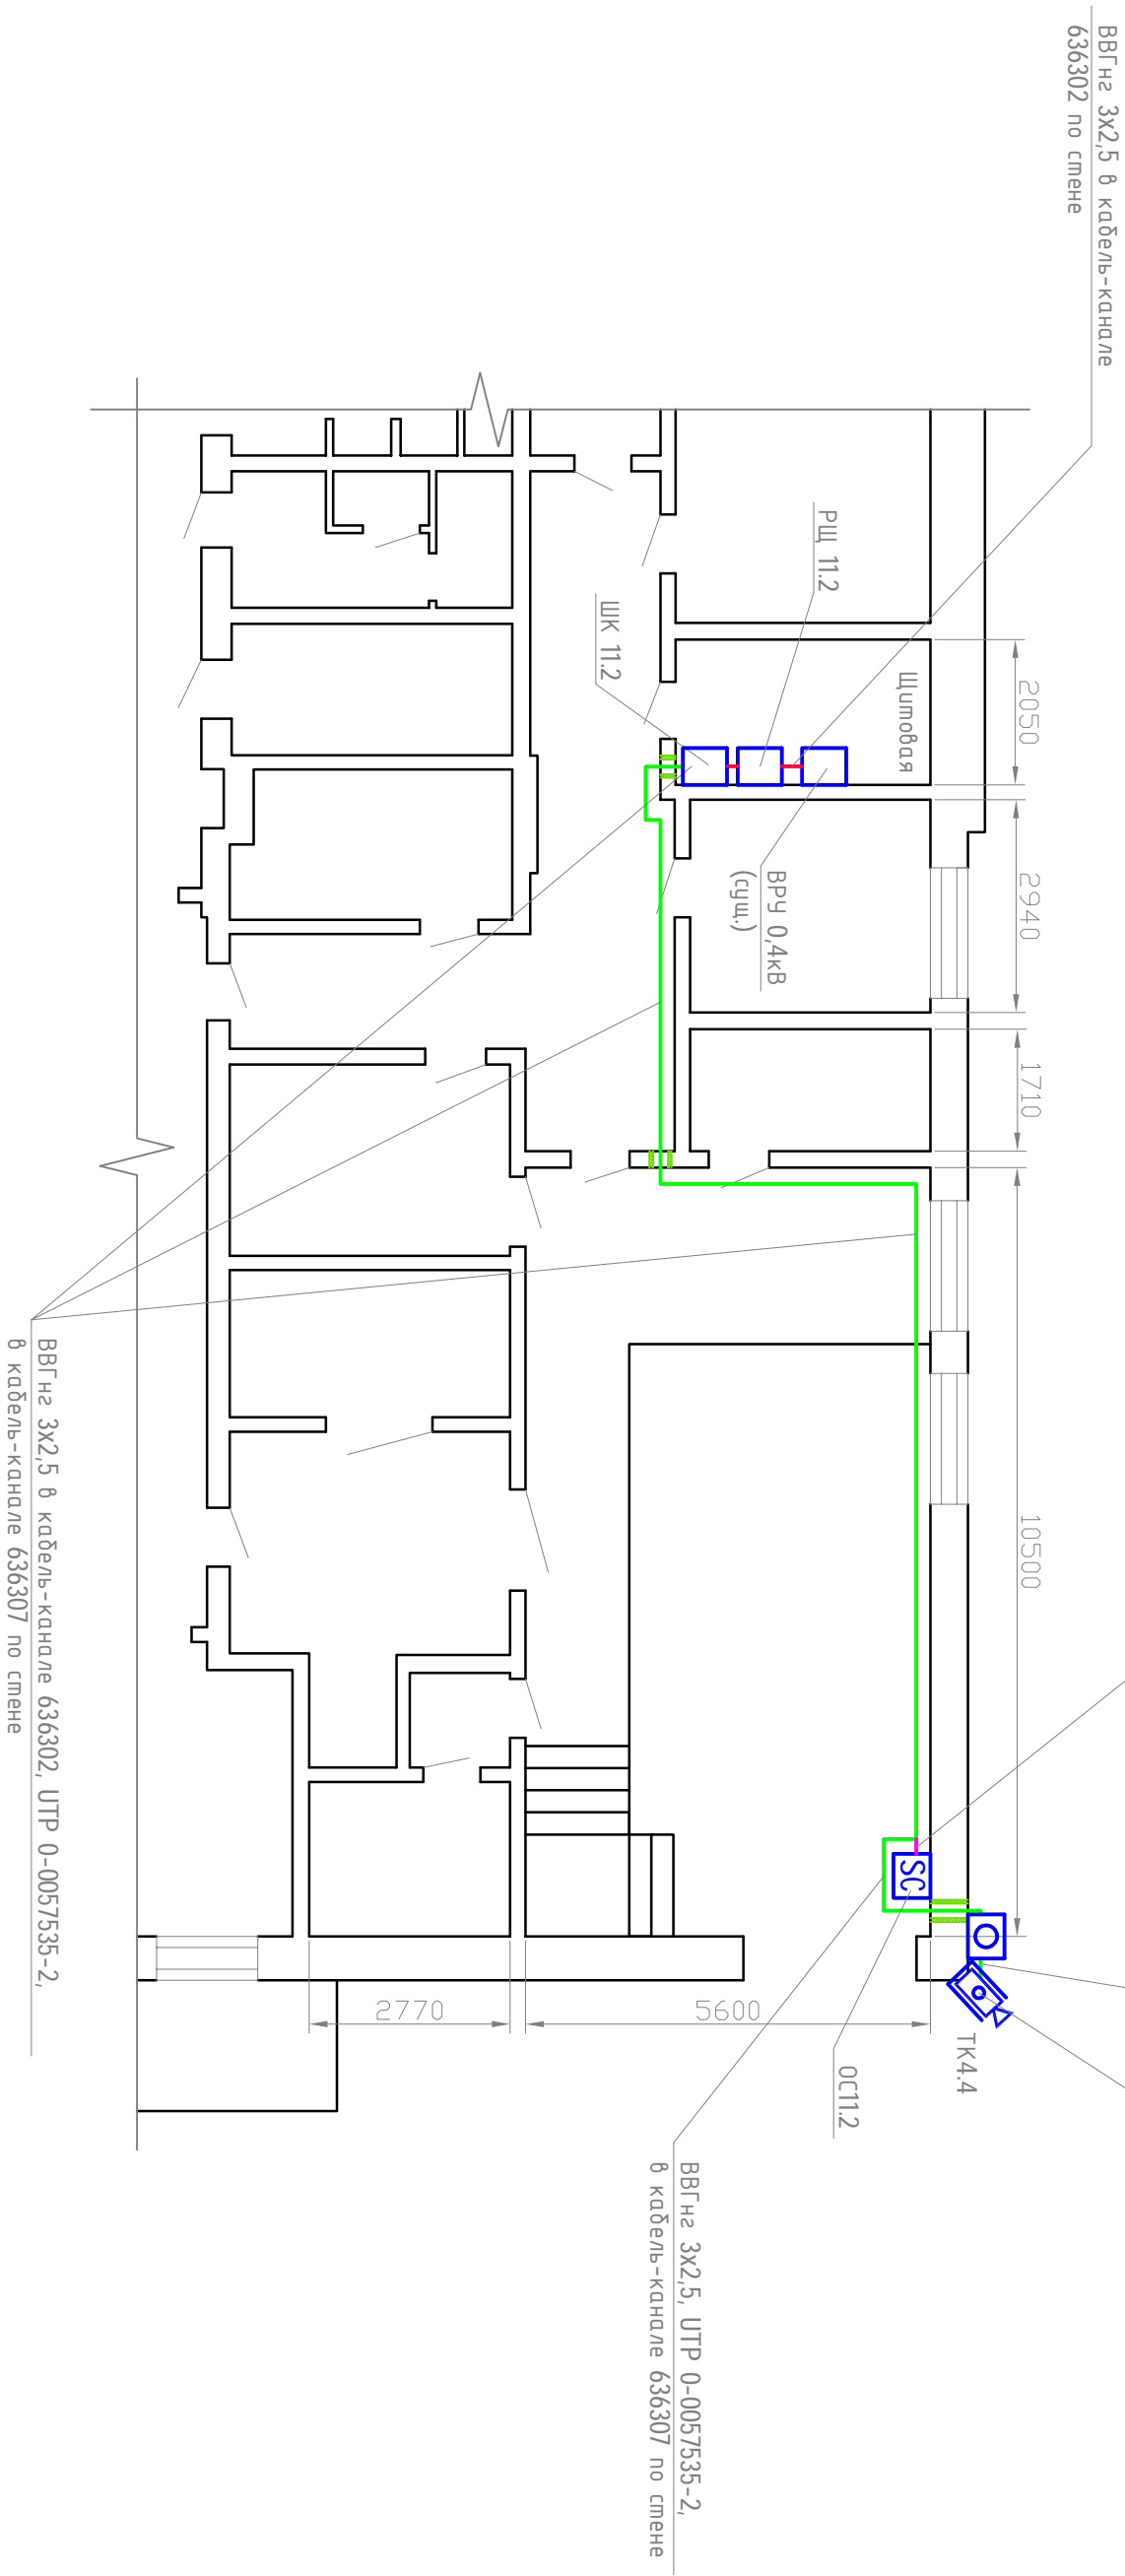 ВВГнг 3х2,5 в кабель-канале
636302 по стене
РЩ 11.2
ШК 11.2
Щитовая
ВРУ 0,4кВ
(сущ.)
2050
2940
1710
10500
SC
2770
5600
ТК4.4
ОС11.2
ВВГнг 3х2,5 в кабель-канале 636302, UTP 0-0057535-2,
в кабель-канале 636307 по стене
ВВГнг 3х2,5, UTP 0-0057535-2,
в кабель-канале 636307 по стене